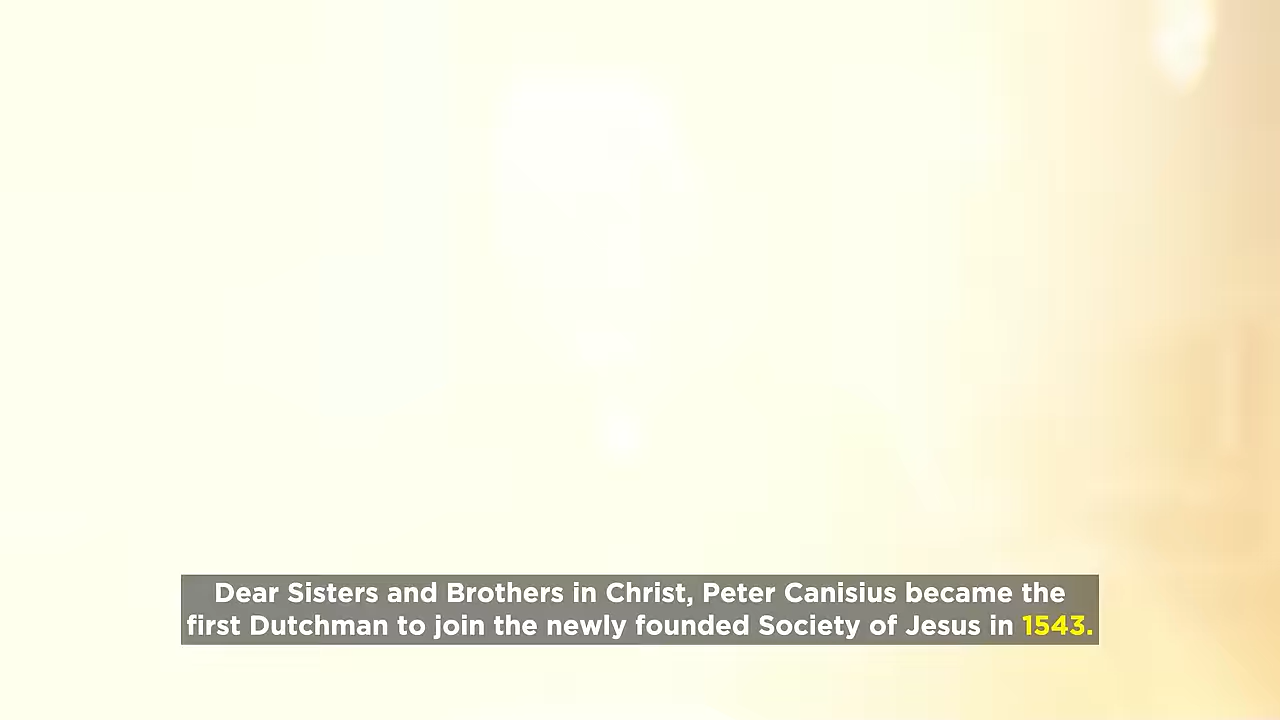 Dear Sisters and Brothers in Christ, Peter Canisius became the
first Dutchman to join the newly founded Society of Jesus in 1543.